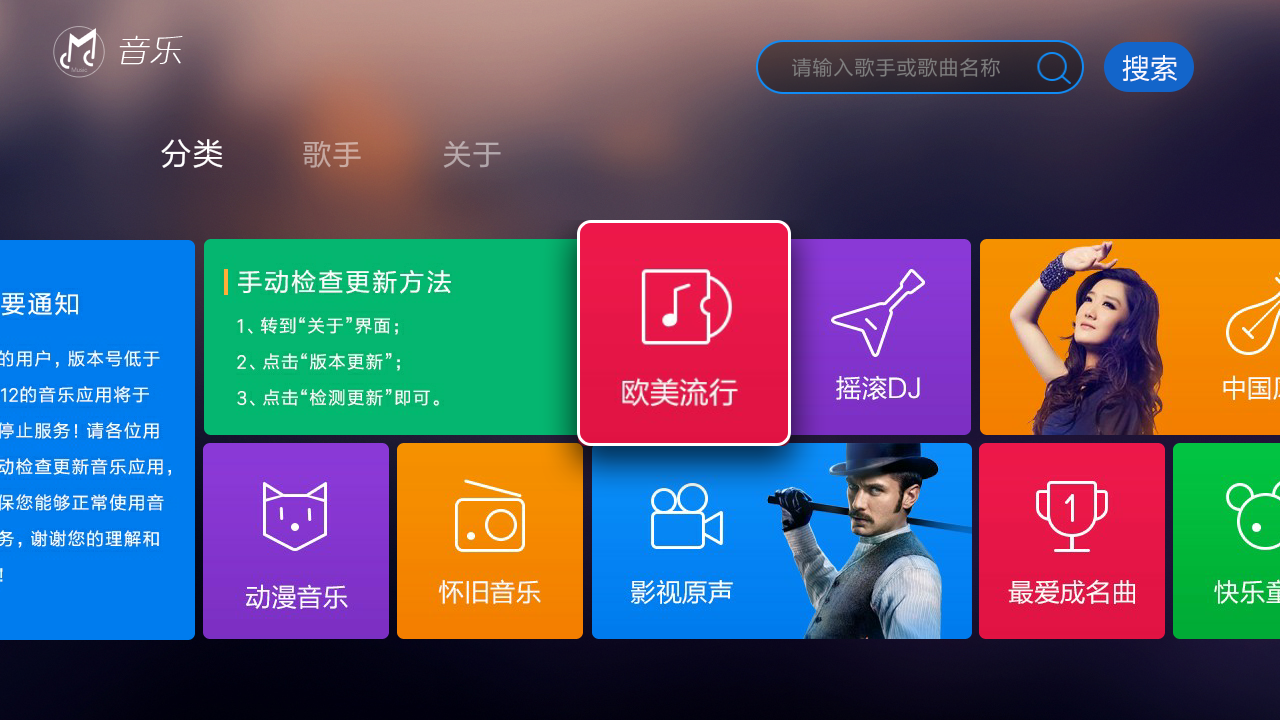 音乐
Music
请输入歌手或歌曲名称
搜索
分类
歌手
关于
要通知
的用户，版本号低于
12的音乐应用将于
停止服务！请各位用
动检查更新音乐应用，
保您能够正常使用音
务，谢谢您的理解和
！
手动检查更新方法
1、转到“关于”界面；
2、点击“版本更新”；
3、点击“检测更新”即可。
欧美流行
摇滚DJ
中国
动漫音乐
怀旧音乐
影视原声
1
最爱成名曲
快乐